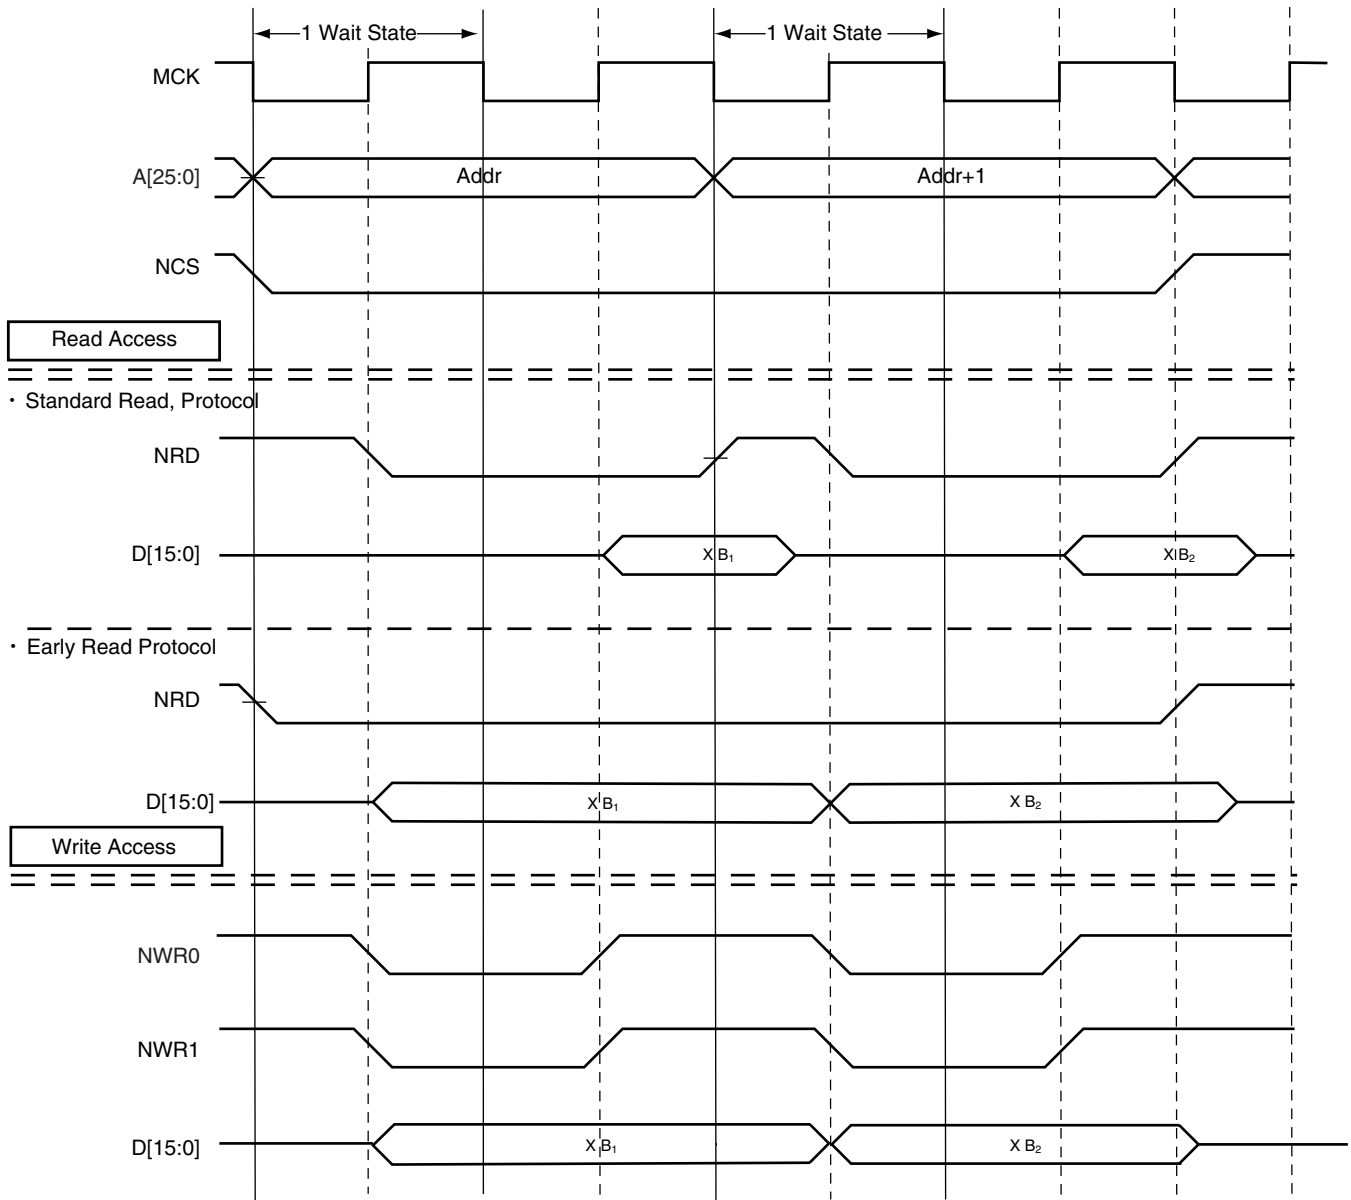 1 Wait State 1 Wait State
MCK
A[25:0] Addr Addr+1
NCS
Read Access
· Standard Read, Protocol
NRD
D[15:0] X B₁ X B₂
· Early Read Protocol
NRD
D[15:0] X B₁ X B₂
Write Access
NWR0
NWR1
D[15:0] X B₁ X B₂